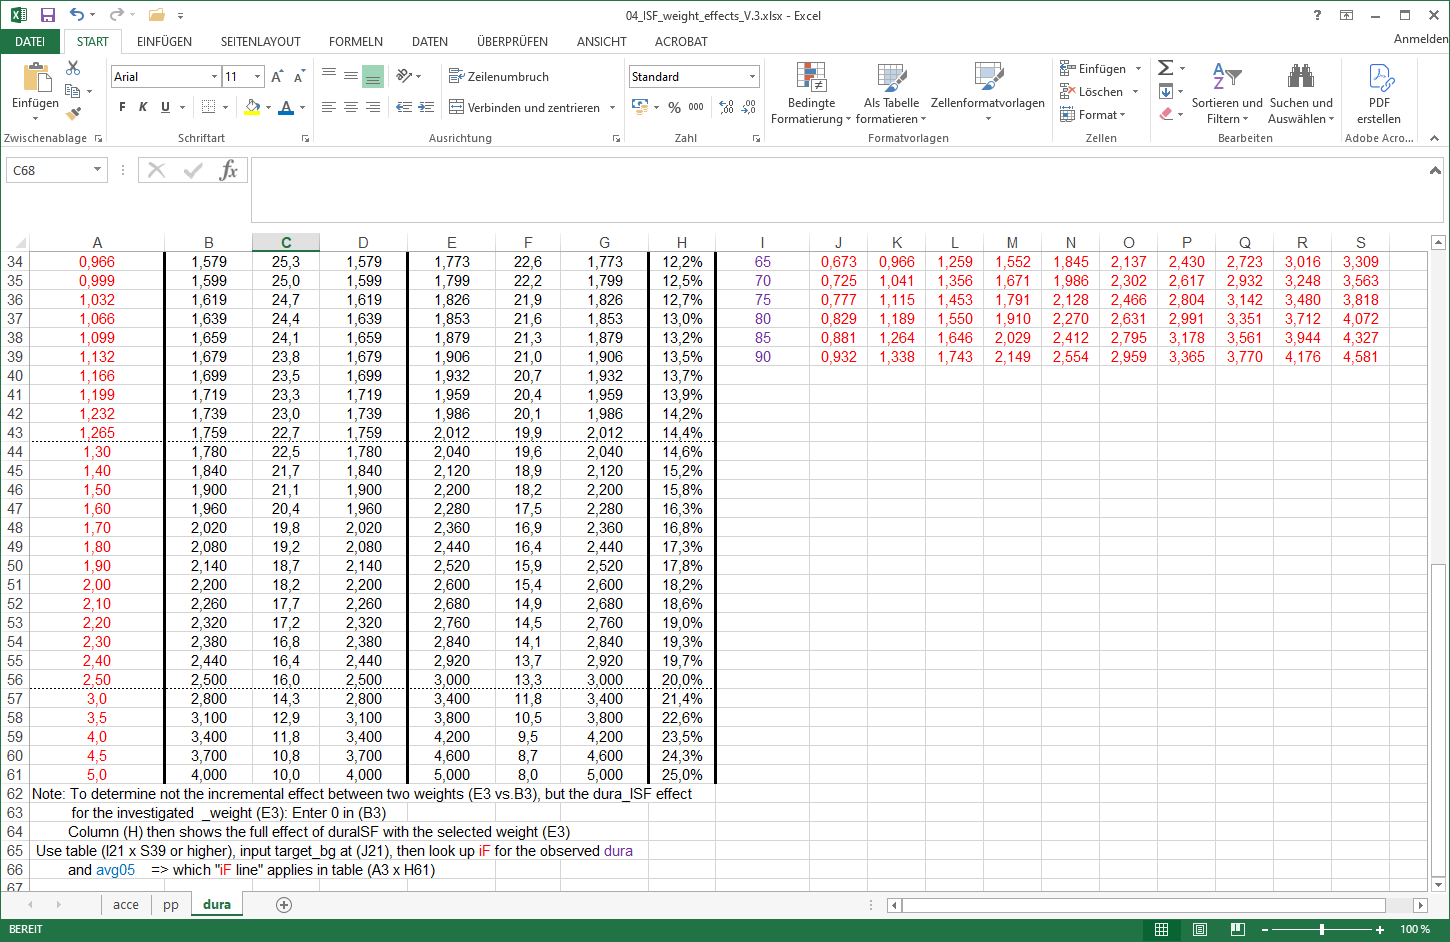 04_ISF_weight_effects_V.3.xlsx - Excel
?
Anmelden
DATEI START EINFÜGEN SEITENLAYOUT FORMELN DATEN ÜBERPRÜFEN ANSICHT ACROBAT
Einfügen
Zwischenablage
Arial 11
F K U
Schriftart
Zeilenumbruch
Verbinden und zentrieren
Ausrichtung
Standard
% 000
Zahl
Bedingte Formatierung
Als Tabelle formatieren
Zellenformatvorlagen
Formatvorlagen
Einfügen
Löschen
Format
Zellen
Sortieren und Filtern
Suchen und Auswählen
Bearbeiten
PDF erstellen
Adobe Acro...
C68
fx
A B C D E F G H I J K L M N O P Q R S
34 0,966 1,579 25,3 1,579 1,773 22,6 1,773 12,2% 65 0,673 0,966 1,259 1,552 1,845 2,137 2,430 2,723 3,016 3,309
35 0,999 1,599 25,0 1,599 1,799 22,2 1,799 12,5% 70 0,725 1,041 1,356 1,671 1,986 2,302 2,617 2,932 3,248 3,563
36 1,032 1,619 24,7 1,619 1,826 21,9 1,826 12,7% 75 0,777 1,115 1,453 1,791 2,128 2,466 2,804 3,142 3,480 3,818
37 1,066 1,639 24,4 1,639 1,853 21,6 1,853 13,0% 80 0,829 1,189 1,550 1,910 2,270 2,631 2,991 3,351 3,712 4,072
38 1,099 1,659 24,1 1,659 1,879 21,3 1,879 13,2% 85 0,881 1,264 1,646 2,029 2,412 2,795 3,178 3,561 3,944 4,327
39 1,132 1,679 23,8 1,679 1,906 21,0 1,906 13,5% 90 0,932 1,338 1,743 2,149 2,554 2,959 3,365 3,770 4,176 4,581
40 1,166 1,699 23,5 1,699 1,932 20,7 1,932 13,7%
41 1,199 1,719 23,3 1,719 1,959 20,4 1,959 13,9%
42 1,232 1,739 23,0 1,739 1,986 20,1 1,986 14,2%
43 1,265 1,759 22,7 1,759 2,012 19,9 2,012 14,4%
44 1,30 1,780 22,5 1,780 2,040 19,6 2,040 14,6%
45 1,40 1,840 21,7 1,840 2,120 18,9 2,120 15,2%
46 1,50 1,900 21,1 1,900 2,200 18,2 2,200 15,8%
47 1,60 1,960 20,4 1,960 2,280 17,5 2,280 16,3%
48 1,70 2,020 19,8 2,020 2,360 16,9 2,360 16,8%
49 1,80 2,080 19,2 2,080 2,440 16,4 2,440 17,3%
50 1,90 2,140 18,7 2,140 2,520 15,9 2,520 17,8%
51 2,00 2,200 18,2 2,200 2,600 15,4 2,600 18,2%
52 2,10 2,260 17,7 2,260 2,680 14,9 2,680 18,6%
53 2,20 2,320 17,2 2,320 2,760 14,5 2,760 19,0%
54 2,30 2,380 16,8 2,380 2,840 14,1 2,840 19,3%
55 2,40 2,440 16,4 2,440 2,920 13,7 2,920 19,7%
56 2,50 2,500 16,0 2,500 3,000 13,3 3,000 20,0%
57 3,0 2,800 14,3 2,800 3,400 11,8 3,400 21,4%
58 3,5 3,100 12,9 3,100 3,800 10,5 3,800 22,6%
59 4,0 3,400 11,8 3,400 4,200 9,5 4,200 23,5%
60 4,5 3,700 10,8 3,700 4,600 8,7 4,600 24,3%
61 5,0 4,000 10,0 4,000 5,000 8,0 5,000 25,0%
62 Note: To determine not the incremental effect between two weights (E3 vs.B3), but the dura_ISF effect
63 for the investigated _weight (E3): Enter 0 in (B3)
64 Column (H) then shows the full effect of duraISF with the selected weight (E3)
65 Use table (I21 x S39 or higher), input target_bg at (J21), then look up iF for the observed dura
66 and avg05 => which "iF line" applies in table (A3 x H61)
67
acce pp dura
BEREIT
100 %